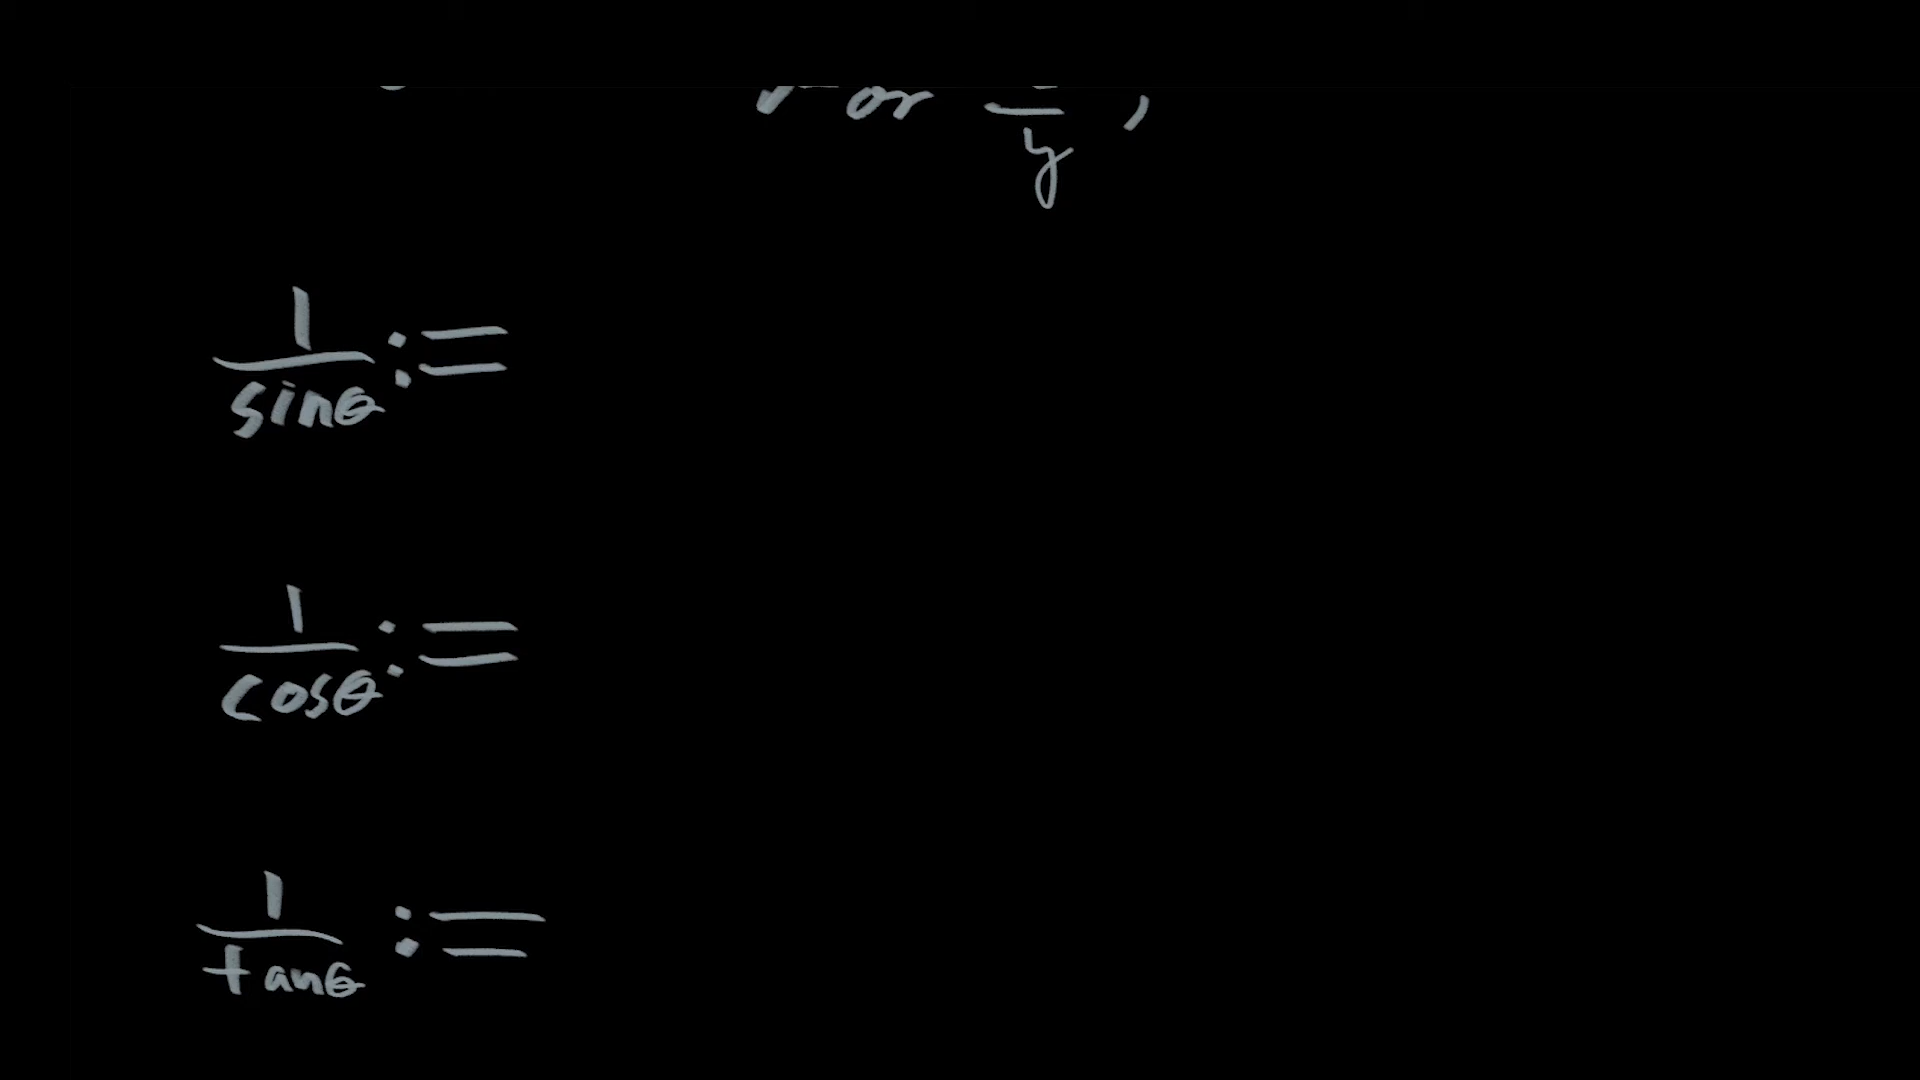 or —/y ,
1/sinθ :=
1/cosθ :=
1/tanθ :=